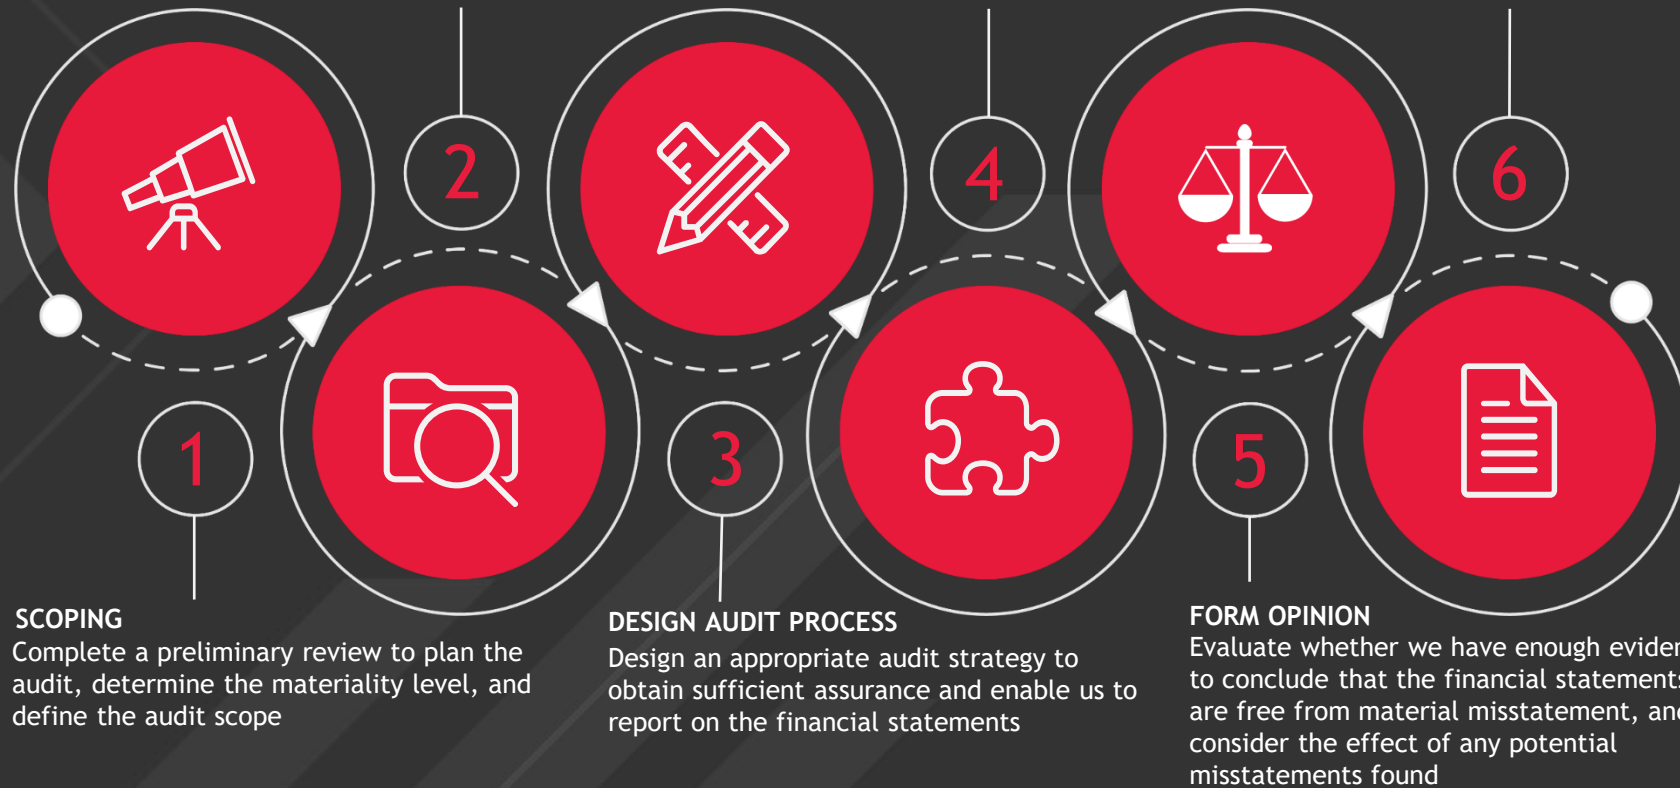 2
4
6
1
3
5
SCOPING
Complete a preliminary review to plan the
audit, determine the materiality level, and
define the audit scope
DESIGN AUDIT PROCESS
Design an appropriate audit strategy to
obtain sufficient assurance and enable us to
report on the financial statements
FORM OPINION
Evaluate whether we have enough eviden
to conclude that the financial statements
are free from material misstatement, and
consider the effect of any potential
misstatements found